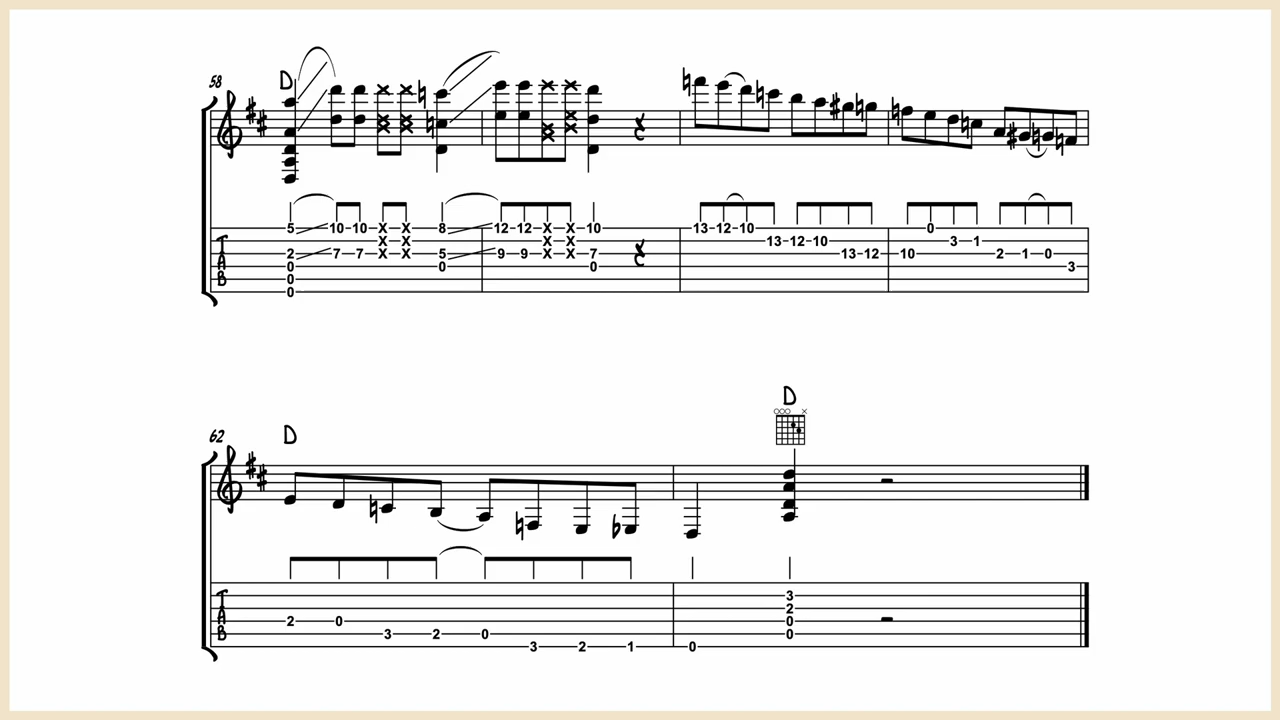 58 D
5 10 10 X X 8 12 12 X X 10 13 12 10 0
X X X X 13 12 10 3 1
2 7 7 X X 5 9 9 X X 7 13 12 10 2 1 0
0 0 0 3
0
0
TAB
D
62 D
3
2
2 0 0
3 2 0 0
3 2 1 0
TAB